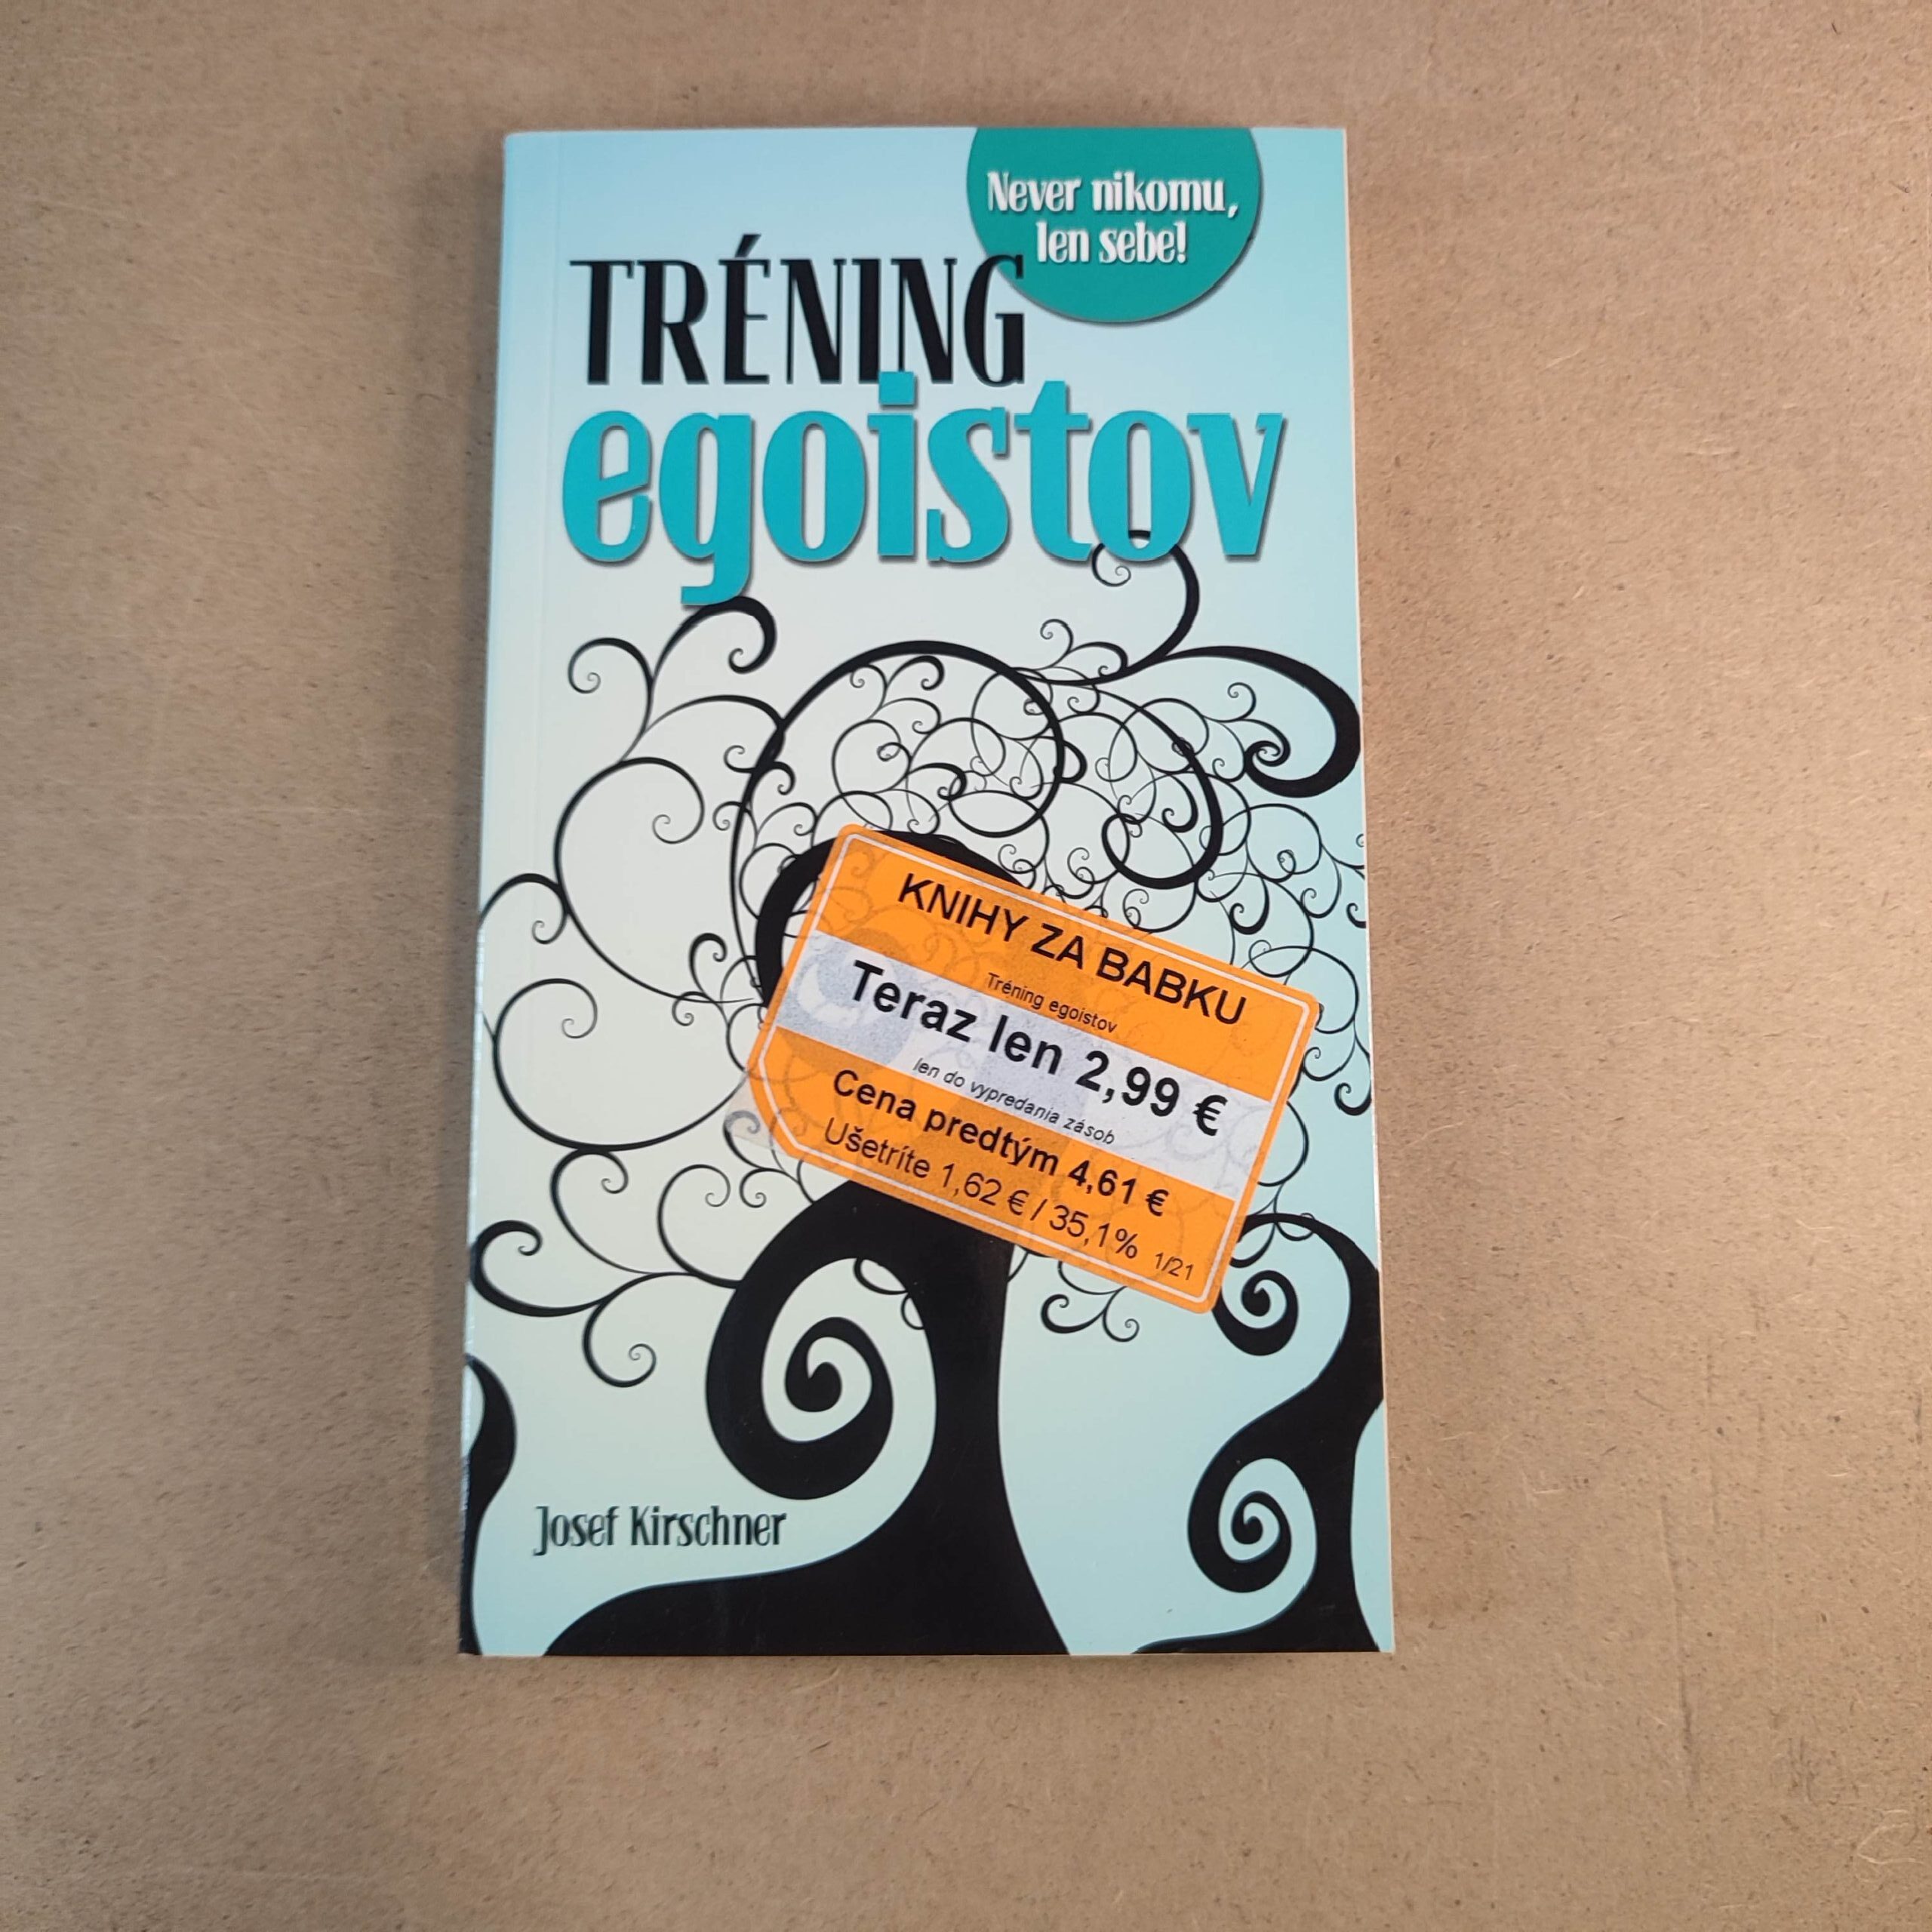 Never nikomu,
len sebe!
TRÉNING
egoistov
KNIHY ZA BABKU
Tréning egoistov
Teraz len 2,99 €
len do vypredania zásob
Cena predtým 4,61 €
Ušetríte 1,62 € / 35,1% 1/21
Josef Kirschner